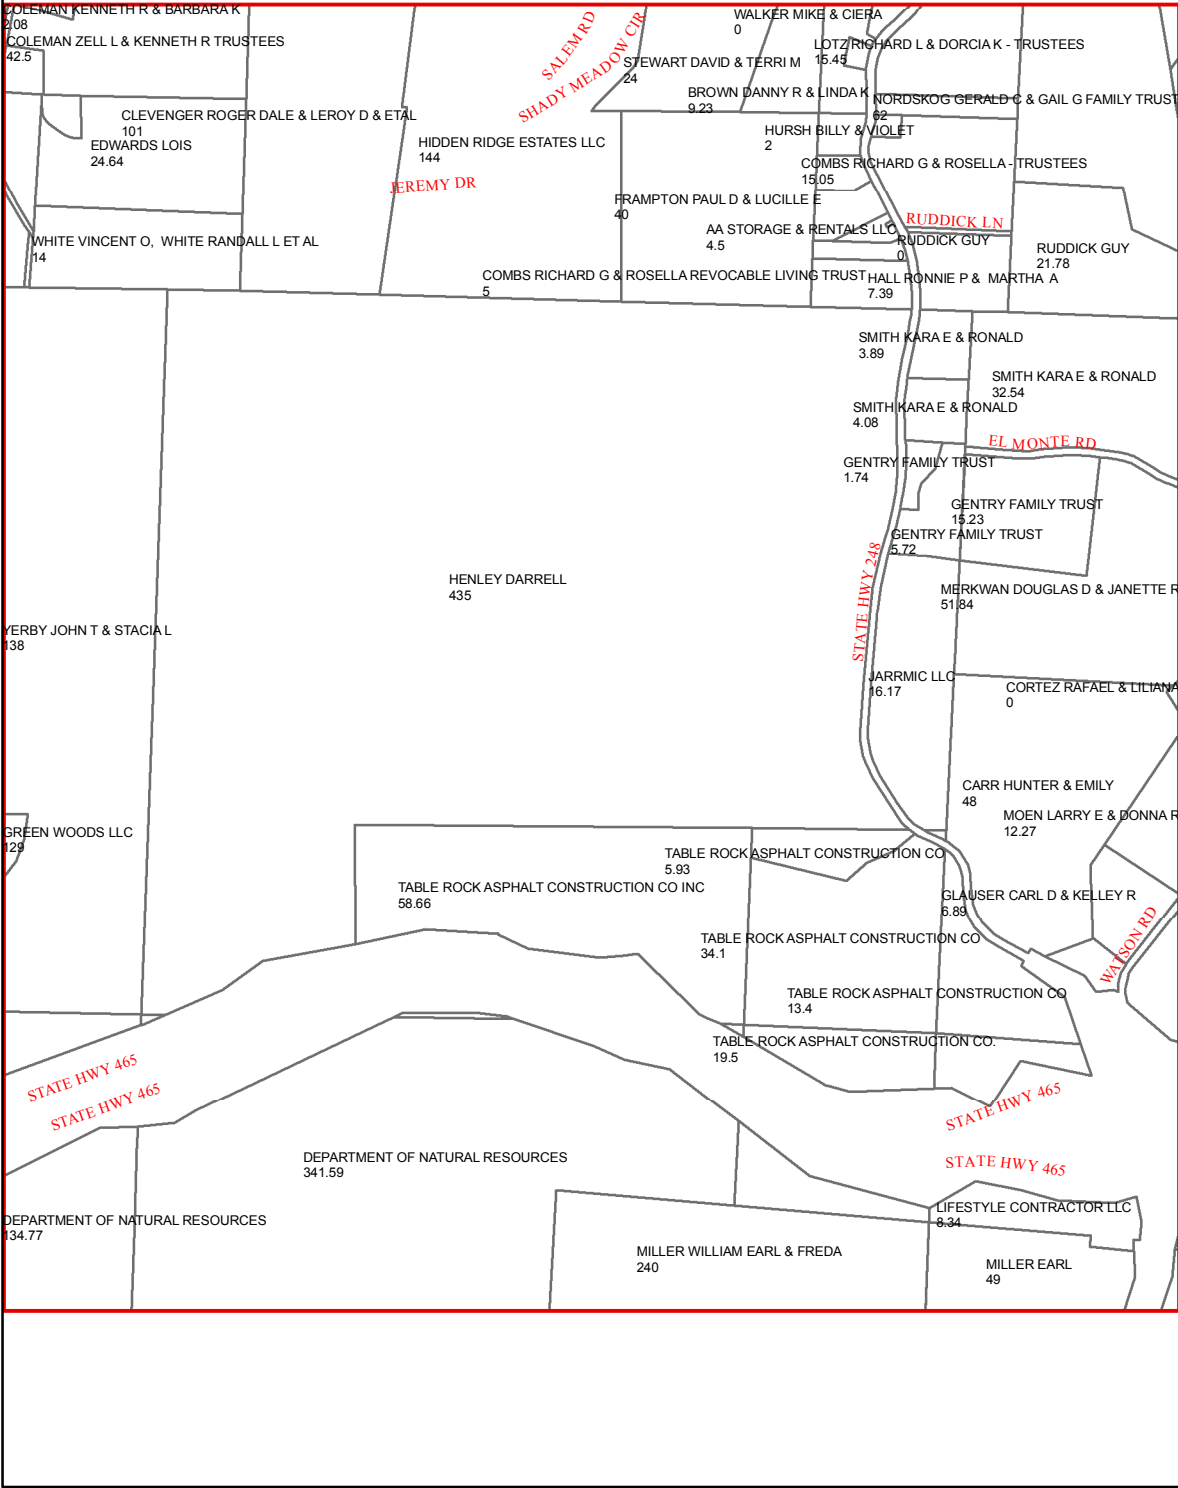 COLEMAN KENNETH R & BARBARA K
2.08
COLEMAN ZELL L & KENNETH R TRUSTEES
42.5
CLEVENGER ROGER DALE & LEROY D & ETAL
101
EDWARDS LOIS
24.64
WHITE VINCENT O, WHITE RANDALL L ET AL
14
SALEM RD
SHADY MEADOW CIR
HIDDEN RIDGE ESTATES LLC
144
JEREMY DR
WALKER MIKE & CIERA
0
LOTZ RICHARD L & DORCIA K - TRUSTEES
15.45
STEWART DAVID & TERRI M
24
BROWN DANNY R & LINDA K
9.23
NORDSKOG GERALD C & GAIL G FAMILY TRUST
62
HURSH BILLY & VIOLET
2
COMBS RICHARD G & ROSELLA - TRUSTEES
15.05
FRAMPTON PAUL D & LUCILLE E
40
AA STORAGE & RENTALS LLC
4.5
RUDDICK LN
RUDDICK GUY
0
RUDDICK GUY
21.78
COMBS RICHARD G & ROSELLA REVOCABLE LIVING TRUST
5
HALL RONNIE P & MARTHA A
7.39
SMITH KARA E & RONALD
3.89
SMITH KARA E & RONALD
32.54
SMITH KARA E & RONALD
4.08
EL MONTE RD
GENTRY FAMILY TRUST
1.74
GENTRY FAMILY TRUST
15.23
GENTRY FAMILY TRUST
5.72
STATE HWY 248
HENLEY DARRELL
435
MERKWAN DOUGLAS D & JANETTE R
51.84
YERBY JOHN T & STACIA L
138
JARRMIC LLC
16.17
CORTEZ RAFAEL & LILIANA
0
CARR HUNTER & EMILY
48
MOEN LARRY E & DONNA R
12.27
GREEN WOODS LLC
129
TABLE ROCK ASPHALT CONSTRUCTION CO
5.93
TABLE ROCK ASPHALT CONSTRUCTION CO INC
58.66
GLAUSER CARL D & KELLEY R
6.89
WATSON RD
TABLE ROCK ASPHALT CONSTRUCTION CO
34.1
TABLE ROCK ASPHALT CONSTRUCTION CO
13.4
TABLE ROCK ASPHALT CONSTRUCTION CO.
19.5
STATE HWY 465
STATE HWY 465
STATE HWY 465
STATE HWY 465
DEPARTMENT OF NATURAL RESOURCES
341.59
DEPARTMENT OF NATURAL RESOURCES
134.77
LIFESTYLE CONTRACTOR LLC
8.34
MILLER WILLIAM EARL & FREDA
240
MILLER EARL
49